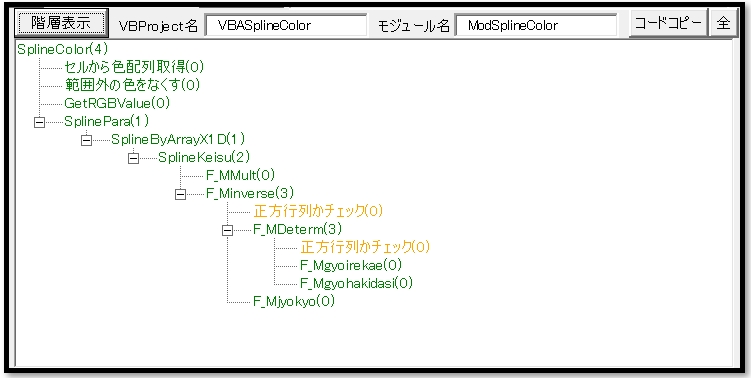 階層表示 VBProject名 VBASplineColor モジュール名 ModSplineColor コードコピー 全
SplineColor(4)
セルから色配列取得(0)
範囲外の色をなくす(0)
GetRGBValue(0)
SplinePara(1)
SplineByArrayX1D(1)
SplineKeisu(2)
F_MMult(0)
F_Minverse(3)
正方行列かチェック(0)
F_MDeterm(3)
正方行列かチェック(0)
F_Mgyoirekae(0)
F_Mgyohakidasi(0)
F_Mjyokyo(0)